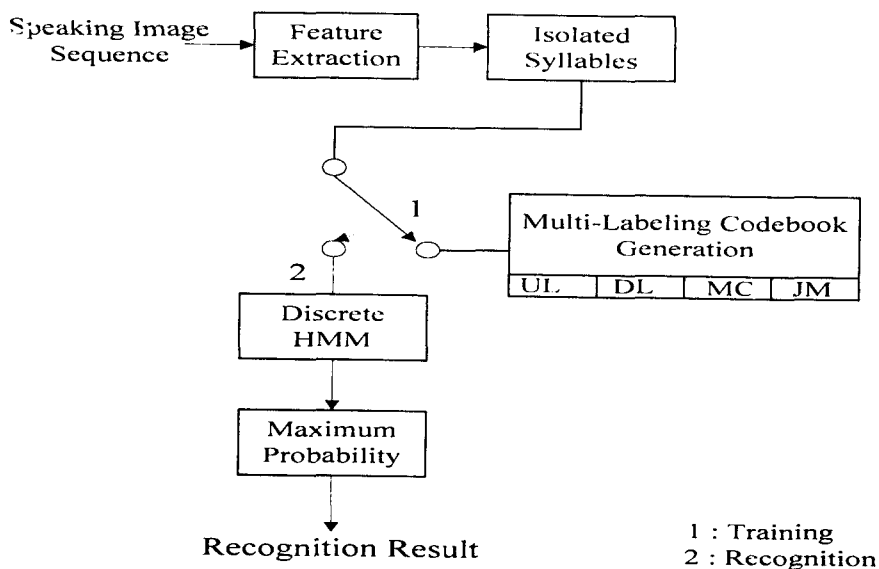 Speaking Image
Sequence
Feature
Extraction
Isolated
Syllables
1
Multi-Labeling Codebook
Generation
UL DL MC JM
2
Discrete
HMM
Maximum
Probability
Recognition Result
1 : Training
2 : Recognition